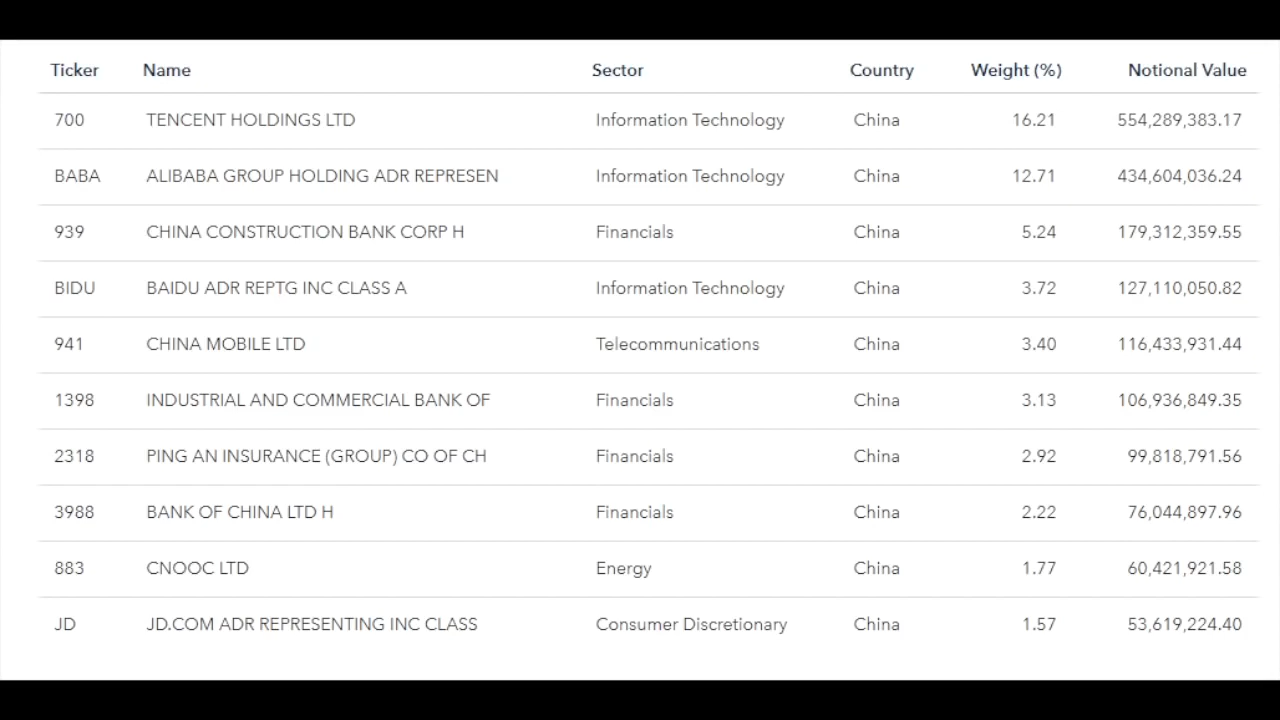 Ticker Name Sector Country Weight (%) Notional Value
700 TENCENT HOLDINGS LTD Information Technology China 16.21 554,289,383.17
BABA ALIBABA GROUP HOLDING ADR REPRESEN Information Technology China 12.71 434,604,036.24
939 CHINA CONSTRUCTION BANK CORP H Financials China 5.24 179,312,359.55
BIDU BAIDU ADR REPTG INC CLASS A Information Technology China 3.72 127,110,050.82
941 CHINA MOBILE LTD Telecommunications China 3.40 116,433,931.44
1398 INDUSTRIAL AND COMMERCIAL BANK OF Financials China 3.13 106,936,849.35
2318 PING AN INSURANCE (GROUP) CO OF CH Financials China 2.92 99,818,791.56
3988 BANK OF CHINA LTD H Financials China 2.22 76,044,897.96
883 CNOOC LTD Energy China 1.77 60,421,921.58
JD JD.COM ADR REPRESENTING INC CLASS Consumer Discretionary China 1.57 53,619,224.40